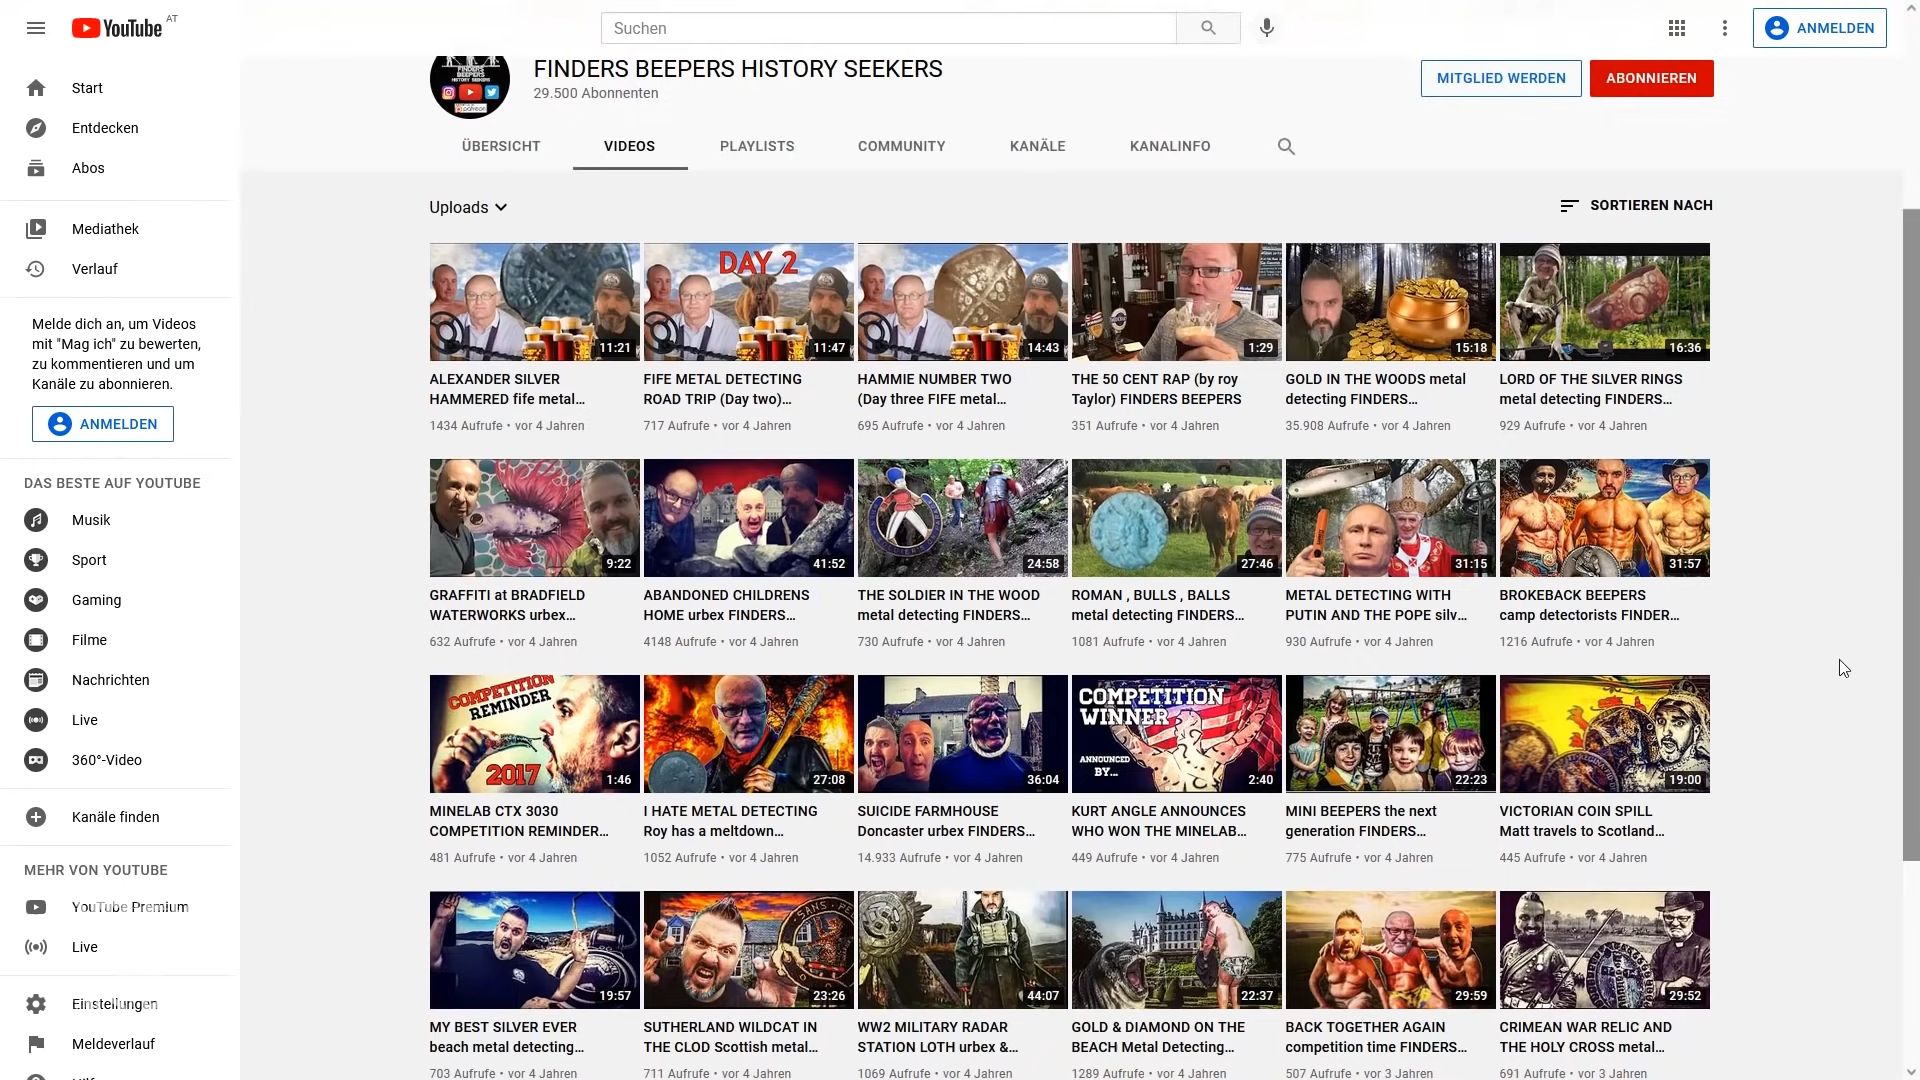 YouTube AT
Suchen
ANMELDEN
Start
Entdecken
Abos
Mediathek
Verlauf
Melde dich an, um Videos
mit "Mag ich" zu bewerten,
zu kommentieren und um
Kanäle zu abonnieren.
ANMELDEN
DAS BESTE AUF YOUTUBE
Musik
Sport
Gaming
Filme
Nachrichten
Live
360°-Video
Kanäle finden
MEHR VON YOUTUBE
YouTube Premium
Live
Einstellungen
Meldeverlauf
FINDERS
BEEPERS
HISTORY SEEKERS
FINDERS BEEPERS HISTORY SEEKERS
29.500 Abonnenten
MITGLIED WERDEN
ABONNIEREN
ÜBERSICHT VIDEOS PLAYLISTS COMMUNITY KANÄLE KANALINFO
Uploads
SORTIEREN NACH
11:21
DAY 2
11:47
14:43
1:29
15:18
16:36
ALEXANDER SILVER
HAMMERED fife metal...
1434 Aufrufe • vor 4 Jahren
FIFE METAL DETECTING
ROAD TRIP (Day two)...
717 Aufrufe • vor 4 Jahren
HAMMIE NUMBER TWO
(Day three FIFE metal...
695 Aufrufe • vor 4 Jahren
THE 50 CENT RAP (by roy
Taylor) FINDERS BEEPERS
351 Aufrufe • vor 4 Jahren
GOLD IN THE WOODS metal
detecting FINDERS...
35.908 Aufrufe • vor 4 Jahren
LORD OF THE SILVER RINGS
metal detecting FINDERS...
929 Aufrufe • vor 4 Jahren
9:22
41:52
24:58
27:46
31:15
31:57
GRAFFITI at BRADFIELD
WATERWORKS urbex...
632 Aufrufe • vor 4 Jahren
ABANDONED CHILDRENS
HOME urbex FINDERS...
4148 Aufrufe • vor 4 Jahren
THE SOLDIER IN THE WOOD
metal detecting FINDERS...
730 Aufrufe • vor 4 Jahren
ROMAN , BULLS , BALLS
metal detecting FINDERS...
1081 Aufrufe • vor 4 Jahren
METAL DETECTING WITH
PUTIN AND THE POPE silv...
930 Aufrufe • vor 4 Jahren
BROKEBACK BEEPERS
camp detectorists FINDER...
1216 Aufrufe • vor 4 Jahren
COMPETITION
REMINDER
2017
1:46
27:08
36:04
COMPETITION
WINNER
ANNOUNCED
BY...
2:40
22:23
19:00
MINELAB CTX 3030
COMPETITION REMINDER...
481 Aufrufe • vor 4 Jahren
I HATE METAL DETECTING
Roy has a meltdown...
1052 Aufrufe • vor 4 Jahren
SUICIDE FARMHOUSE
Doncaster urbex FINDERS...
14.933 Aufrufe • vor 4 Jahren
KURT ANGLE ANNOUNCES
WHO WON THE MINELAB...
449 Aufrufe • vor 4 Jahren
MINI BEEPERS the next
generation FINDERS...
775 Aufrufe • vor 4 Jahren
VICTORIAN COIN SPILL
Matt travels to Scotland...
445 Aufrufe • vor 4 Jahren
19:57
SANS
23:26
44:07
22:37
29:59
29:52
MY BEST SILVER EVER
beach metal detecting...
703 Aufrufe • vor 4 Jahren
SUTHERLAND WILDCAT IN
THE CLOD Scottish metal...
711 Aufrufe • vor 4 Jahren
WW2 MILITARY RADAR
STATION LOTH urbex &...
1069 Aufrufe • vor 4 Jahren
GOLD & DIAMOND ON THE
BEACH Metal Detecting...
1289 Aufrufe • vor 4 Jahren
BACK TOGETHER AGAIN
competition time FINDERS...
507 Aufrufe • vor 3 Jahren
CRIMEAN WAR RELIC AND
THE HOLY CROSS metal...
691 Aufrufe • vor 3 Jahren